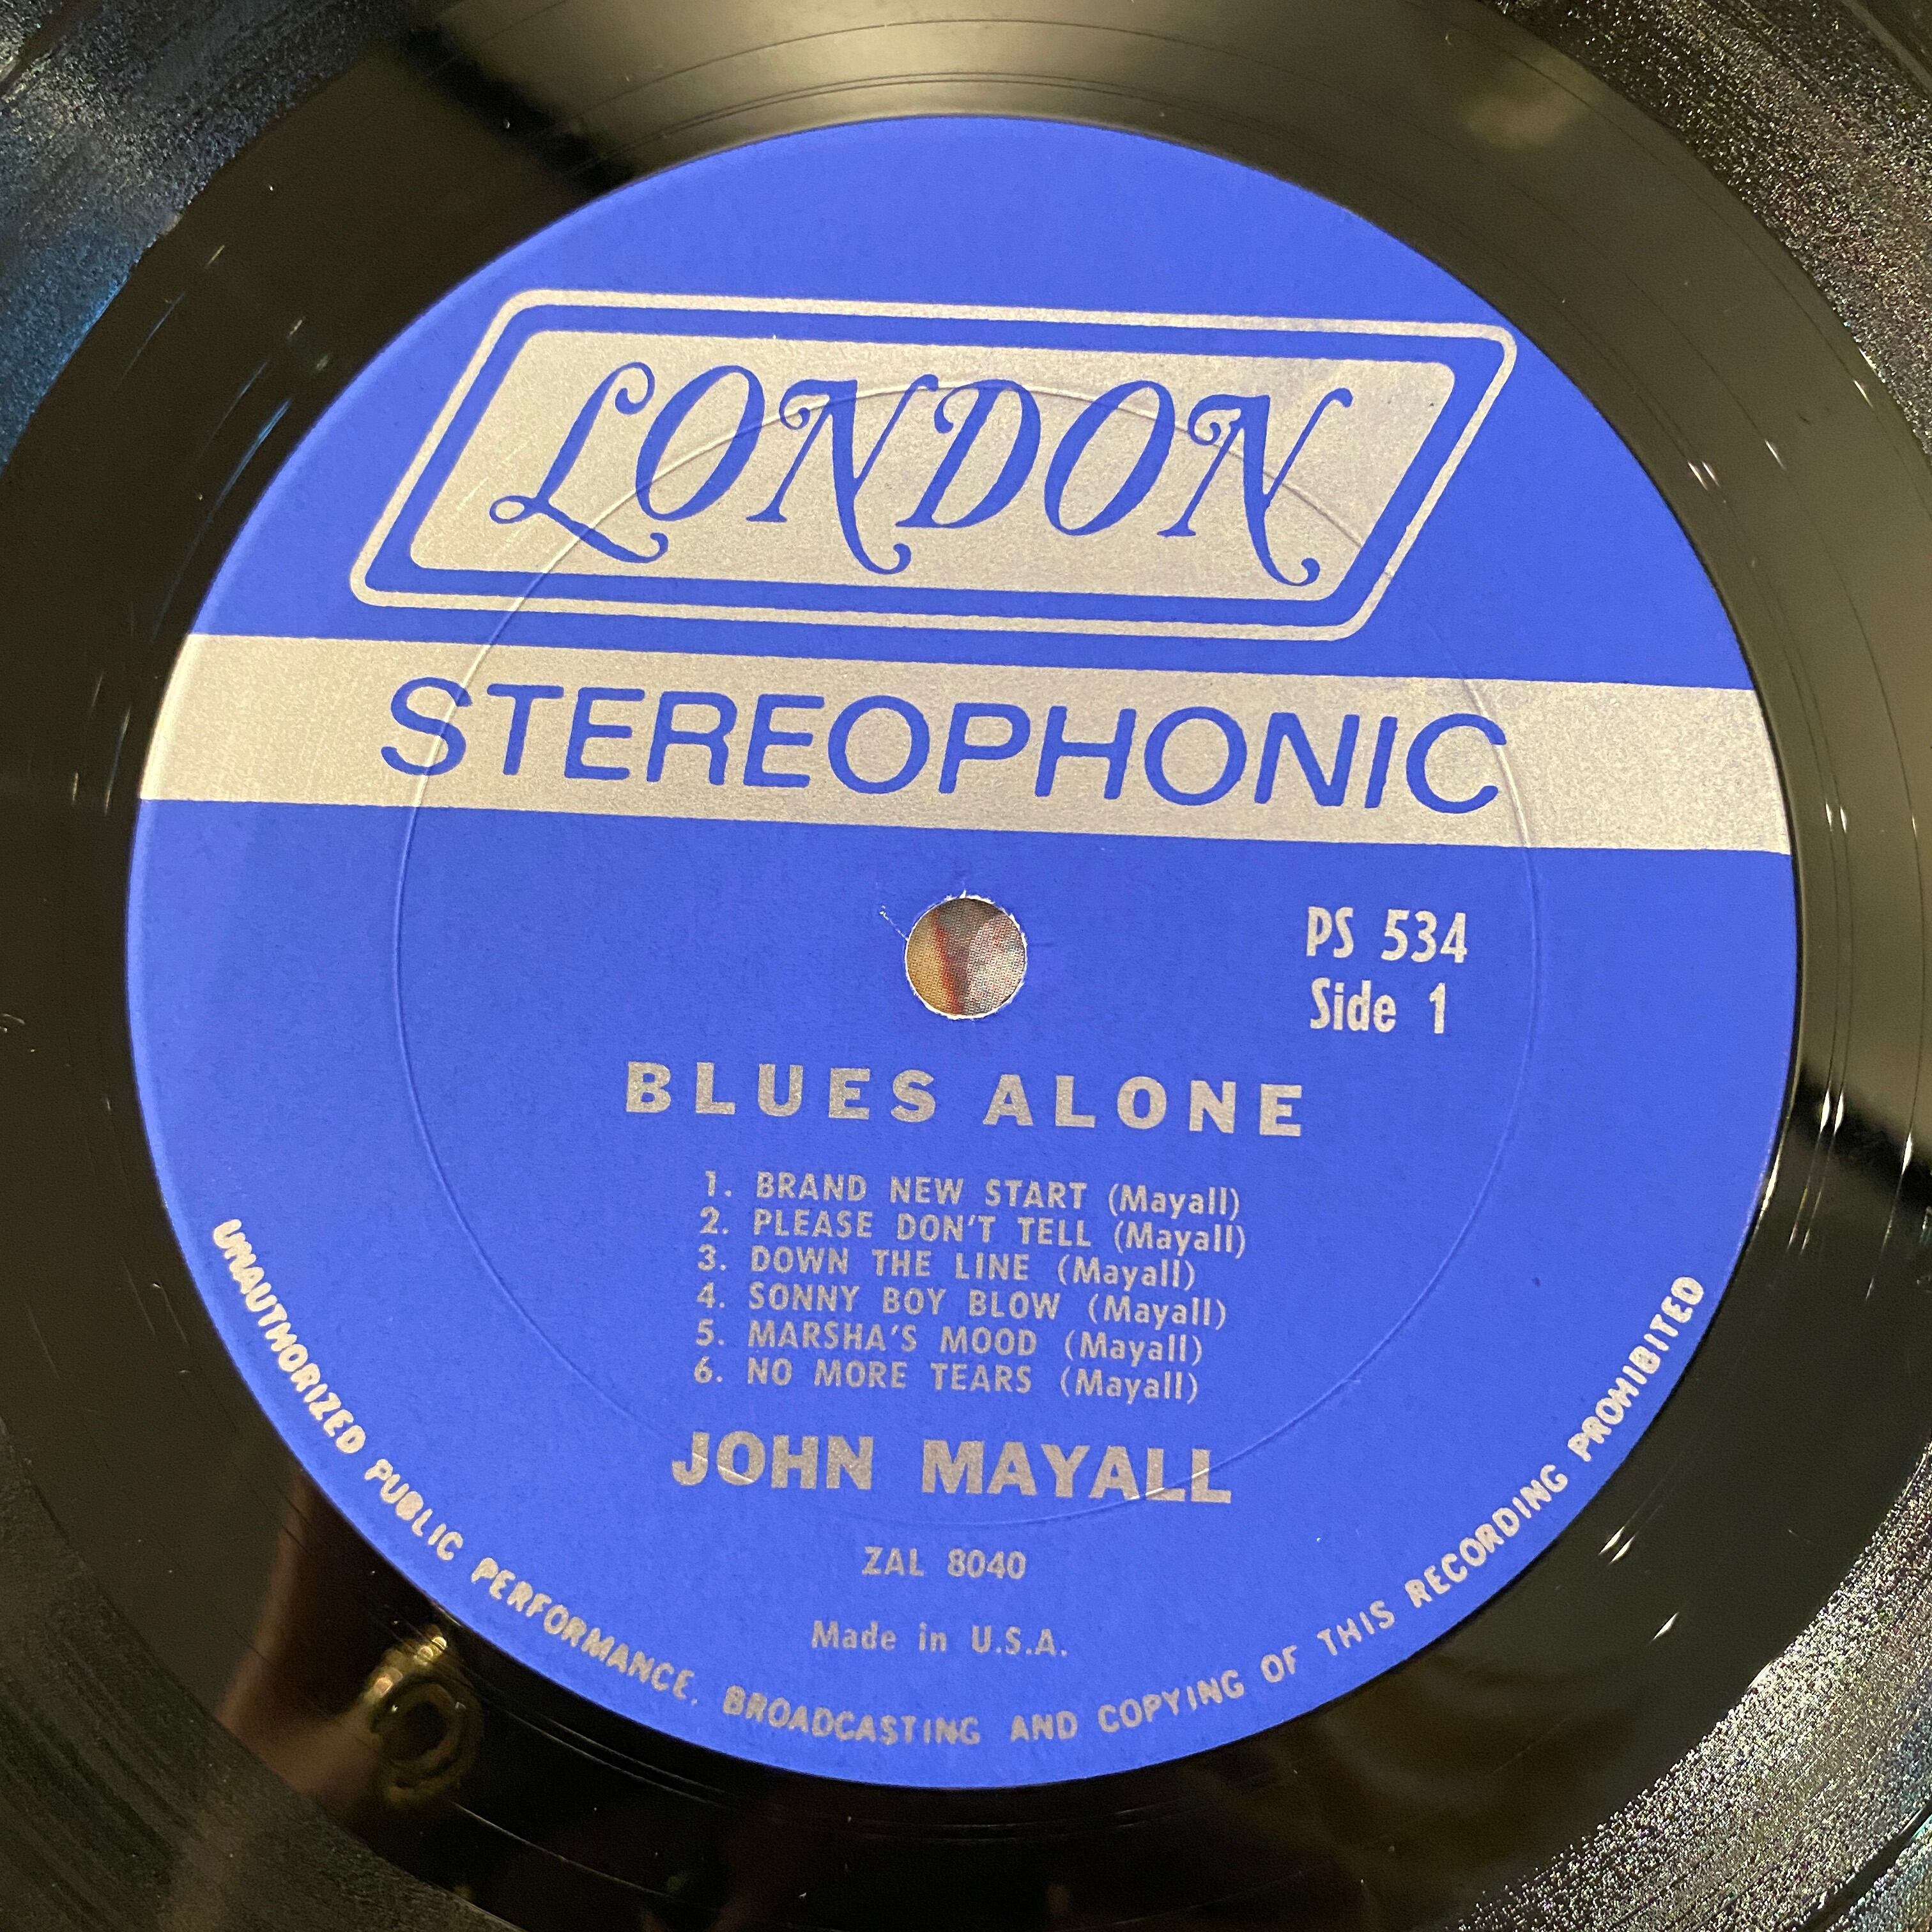 LONDON
STEREOPHONIC
PS 534
Side 1
BLUES ALONE
1. BRAND NEW START (Mayall)
2. PLEASE DON'T TELL (Mayall)
3. DOWN THE LINE (Mayall)
4. SONNY BOY BLOW (Mayall)
5. MARSHA'S MOOD (Mayall)
6. NO MORE TEARS (Mayall)
JOHN MAYALL
ZAL 8040
Made in U.S.A.
UNAUTHORIZED PUBLIC PERFORMANCE, BROADCASTING AND COPYING OF THIS RECORDING PROHIBITED